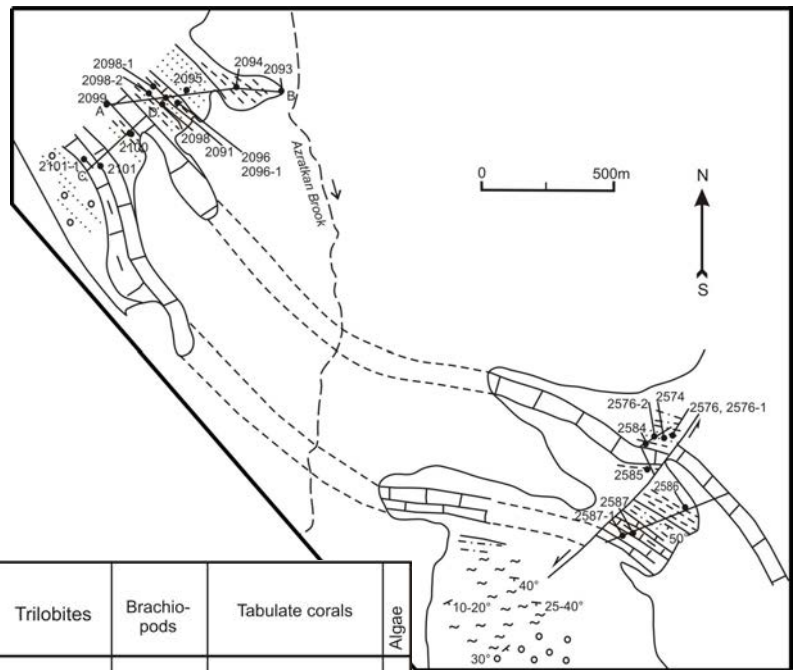 2098-1
2098-2
2095
2094
2093
2099
A
D
B
2098
2091
2096
2096-1
2100
2101-1
C
2101
Azratkan Brook
0 500m
N
S
2576-2
2574
2576, 2576-1
2584
2585
2586
2587
2587-1
50°
40°
10-20°
25-40°
30°
Trilobites
Brachio-
pods
Tabulate corals
Algae